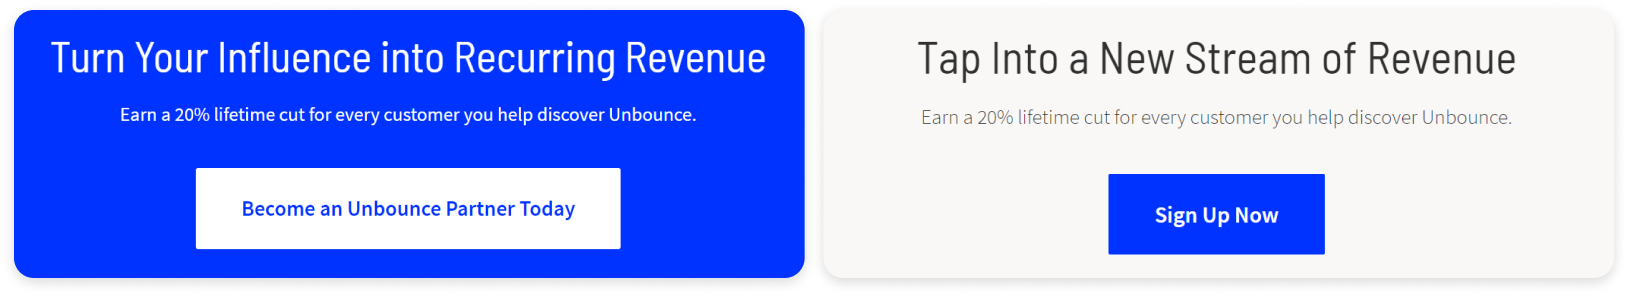 Turn Your Influence into Recurring Revenue
Earn a 20% lifetime cut for every customer you help discover Unbounce.
Become an Unbounce Partner Today
Tap Into a New Stream of Revenue
Earn a 20% lifetime cut for every customer you help discover Unbounce.
Sign Up Now